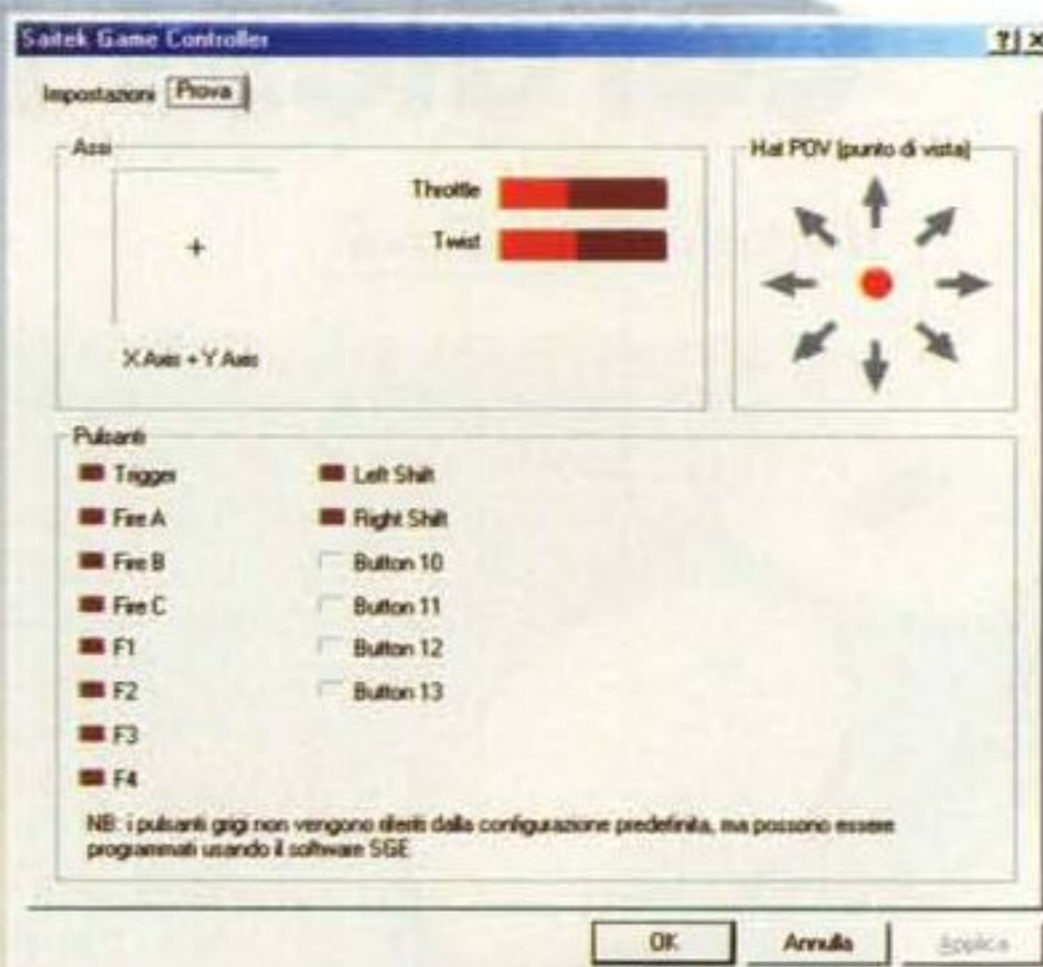 Saitek Game Controller
? X
Impostazioni Prova
Assi
Throttle
Twist
X Axis + Y Axis
Hat POV (punto di vista)
Pulsanti
Trigger
Fire A
Fire B
Fire C
F1
F2
F3
F4
Left Shift
Right Shift
Button 10
Button 11
Button 12
Button 13
NB: i pulsanti grigi non vengono riferiti dalla configurazione predefinita, ma possono essere
programmati usando il software SGE
OK Annulla Applica